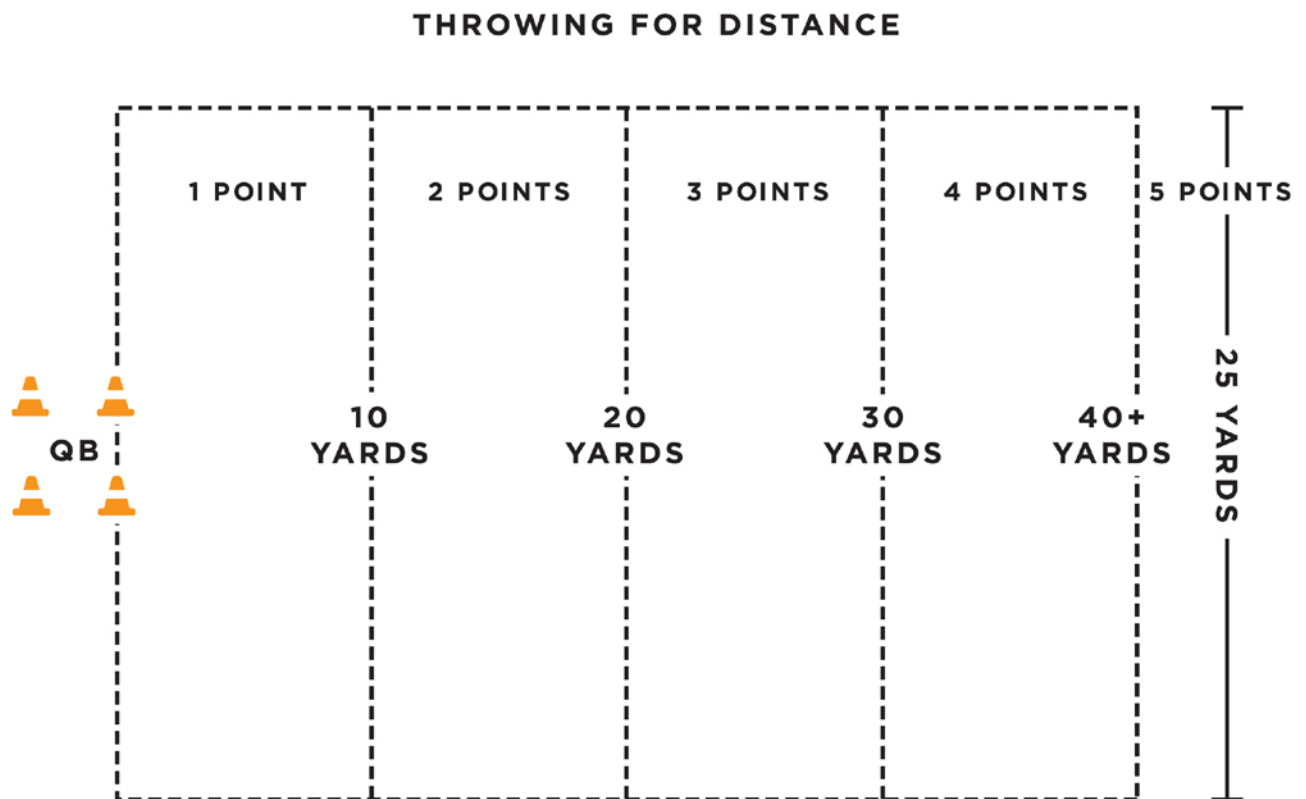 THROWING FOR DISTANCE
1 POINT
2 POINTS
3 POINTS
4 POINTS
5 POINTS
QB
10
YARDS
20
YARDS
30
YARDS
40+
YARDS
25 YARDS